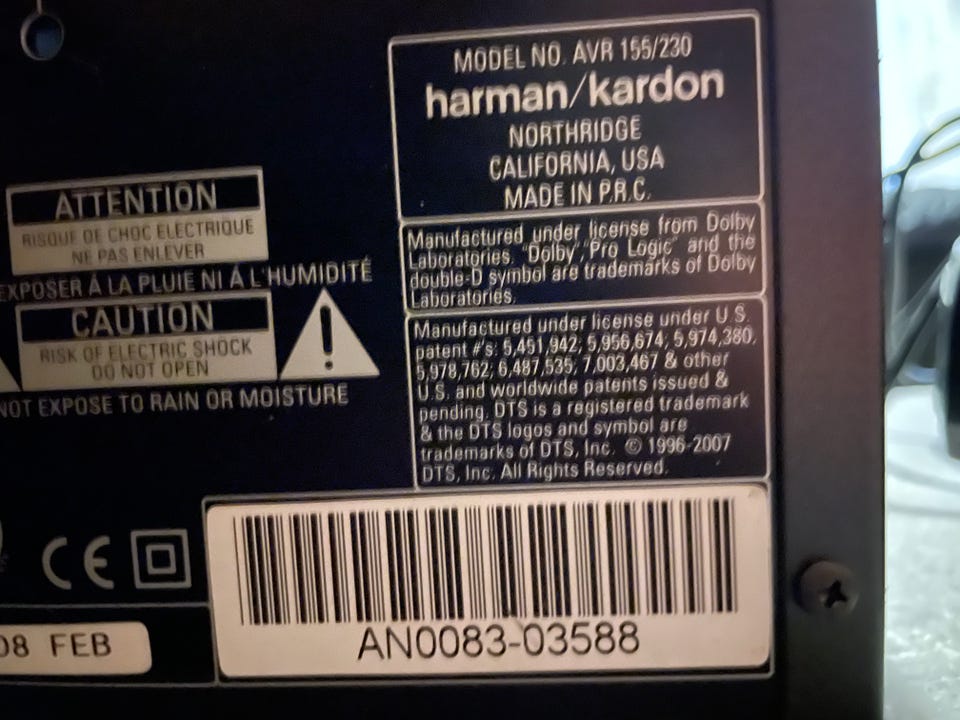 MODEL NO. AVR 155/230
harman/kardon
NORTHRIDGE
CALIFORNIA, USA
MADE IN P.R.C.
Manufactured under license from Dolby
Laboratories. "Dolby","Pro Logic" and the
double-D symbol are trademarks of Dolby
Laboratories.
Manufactured under license under U.S.
patent #'s: 5,451,942; 5,956,674; 5,974,380;
5,978,762; 6,487,535; 7,003,467 & other
U.S. and worldwide patents issued &
pending. DTS is a registered trademark
& the DTS logos and symbol are
trademarks of DTS, Inc. © 1996-2007
DTS, Inc. All Rights Reserved.
ATTENTION
RISQUE DE CHOC ELECTRIQUE
NE PAS ENLEVER
EXPOSER À LA PLUIE NI À L'HUMIDITÉ
CAUTION
RISK OF ELECTRIC SHOCK
DO NOT OPEN
NOT EXPOSE TO RAIN OR MOISTURE
CE
08 FEB
AN0083-03588